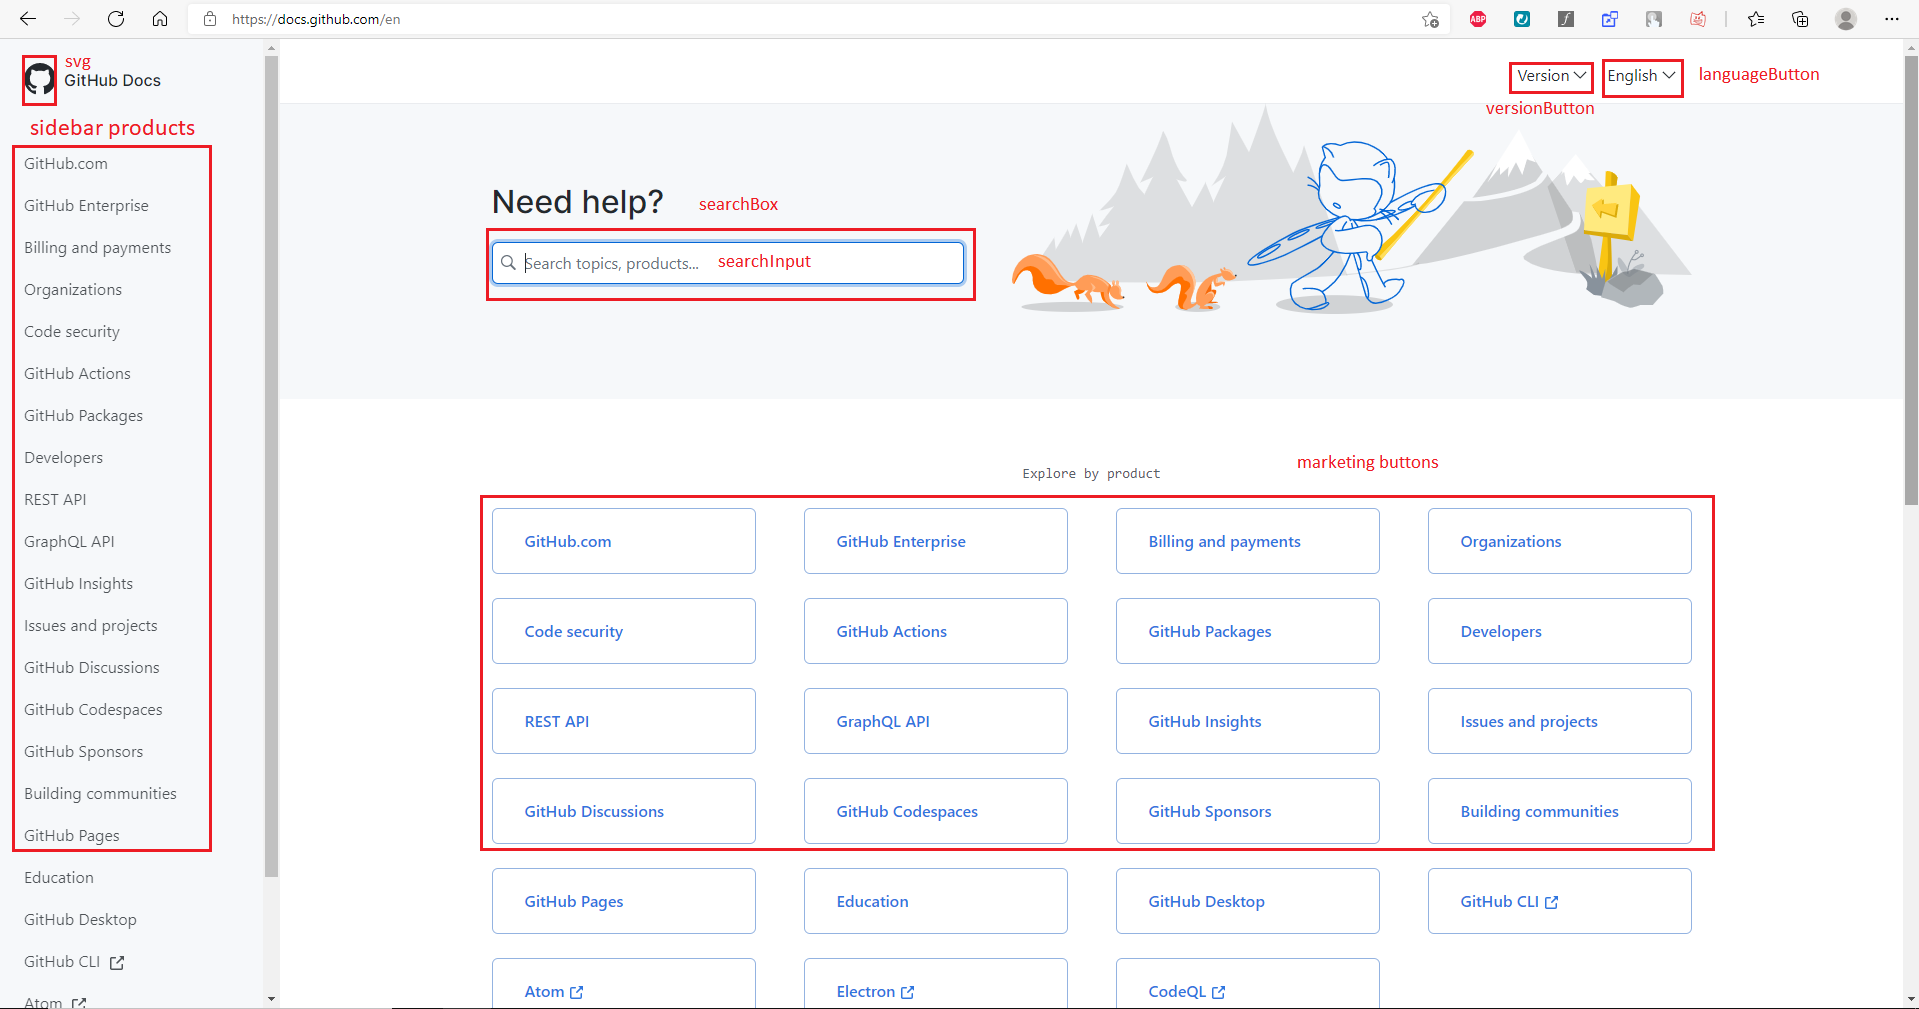 https://docs.github.com/en
ABP
svg
GitHub Docs
sidebar products
GitHub.com
GitHub Enterprise
Billing and payments
Organizations
Code security
GitHub Actions
GitHub Packages
Developers
REST API
GraphQL API
GitHub Insights
Issues and projects
GitHub Discussions
GitHub Codespaces
GitHub Sponsors
Building communities
GitHub Pages
Education
GitHub Desktop
GitHub CLI
Atom
Version
English
languageButton
versionButton
Need help?
searchBox
Search topics, products...
searchInput
Explore by product
marketing buttons
GitHub.com
GitHub Enterprise
Billing and payments
Organizations
Code security
GitHub Actions
GitHub Packages
Developers
REST API
GraphQL API
GitHub Insights
Issues and projects
GitHub Discussions
GitHub Codespaces
GitHub Sponsors
Building communities
GitHub Pages
Education
GitHub Desktop
GitHub CLI
Atom
Electron
CodeQL